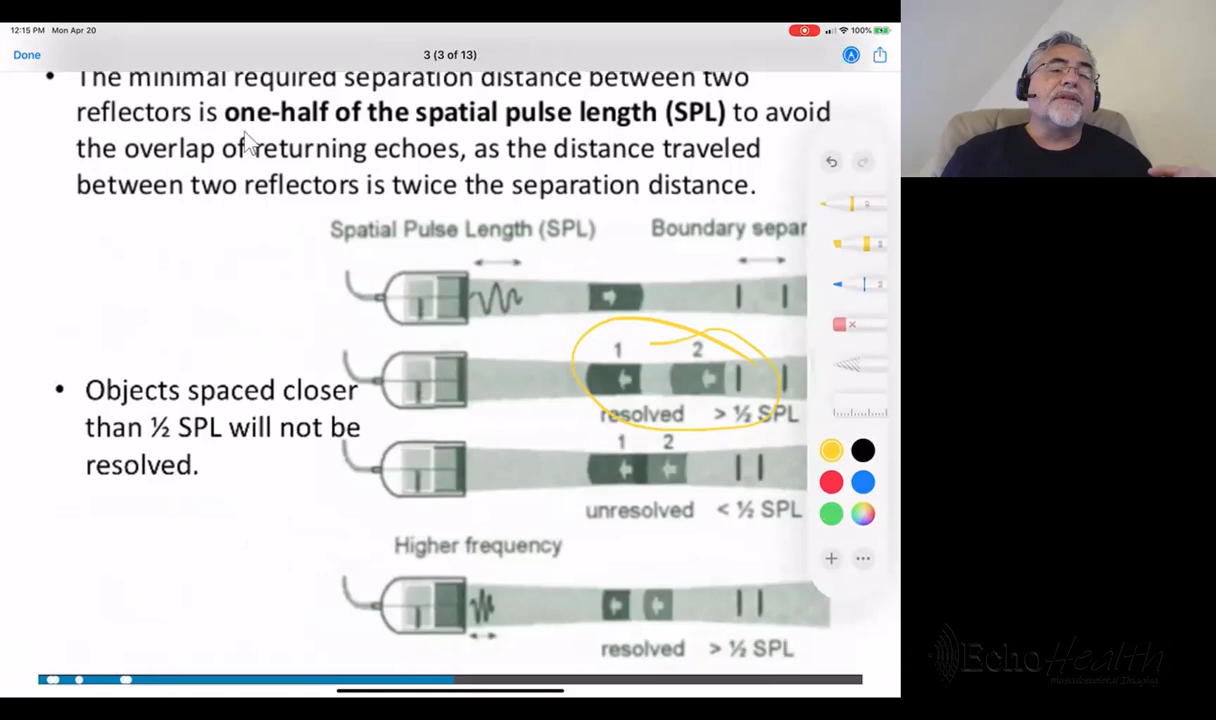 12:15 PM Mon Apr 20
100%
Done
3 (3 of 13)
• The minimal required separation distance between two
reflectors is one-half of the spatial pulse length (SPL) to avoid
the overlap of returning echoes, as the distance traveled
between two reflectors is twice the separation distance.
Spatial Pulse Length (SPL) Boundary separ
1 2
resolved > ½ SPL
• Objects spaced closer
than ½ SPL will not be
resolved.
1 2
unresolved < ½ SPL
Higher frequency
resolved > ½ SPL
EchoHealth
Musculoskeletal Imaging